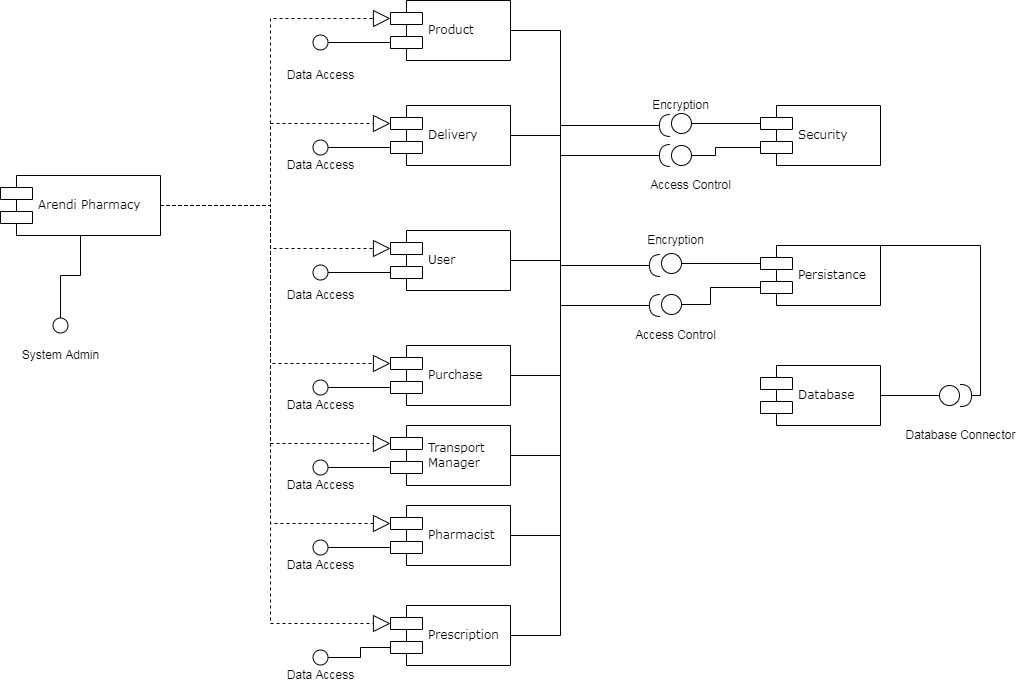 Product
Data Access
Encryption
Delivery
Security
Data Access
Access Control
Arendi Pharmacy
Encryption
User
Persistance
Data Access
System Admin
Access Control
Purchase
Data Access
Database
Database Connector
Transport
Manager
Data Access
Pharmacist
Data Access
Prescription
Data Access